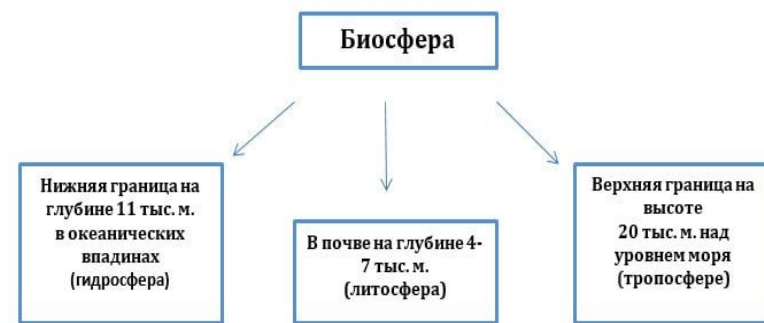 Биосфера
Нижняя граница на
глубине 11 тыс. м.
в океанических
впадинах
(гидросфера)
В почве на глубине 4-
7 тыс. м.
(литосфера)
Верхняя граница на
высоте
20 тыс. м. над
уровнем моря
(тропосфере)